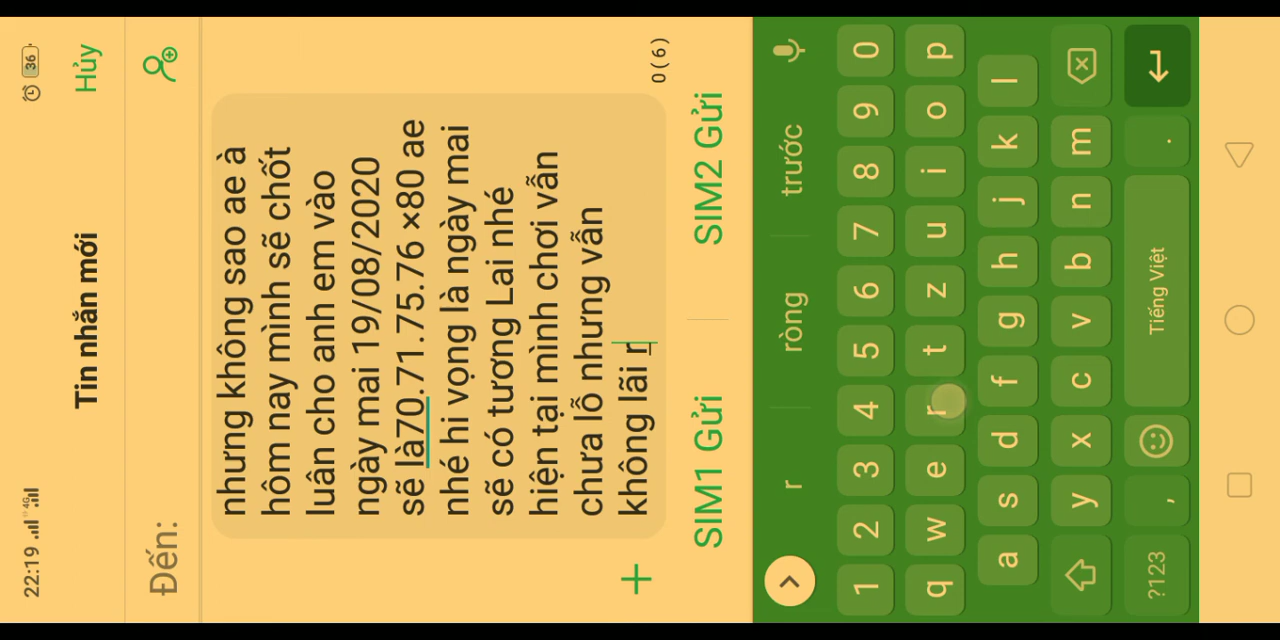 22:19
4G
36
Tin nhắn mới
Hủy
Đến:
nhưng không sao ae à
hôm nay mình sẽ chốt
luân cho anh em vào
ngày mai 19/08/2020
sẽ là70.71.75.76 ×80 ae
nhé hi vọng là ngày mai
sẽ có tương Lai nhé
hiện tại mình chơi vẫn
chưa lỗ nhưng vẫn
không lãi r
0(6)
SIM1 Gửi
SIM2 Gửi
r
ròng
trước
1 2 3 4 5 6 7 8 9 0
q w e r t z u i o p
a s d f g h j k l
y x c v b n m
?123 , Tiếng Việt .